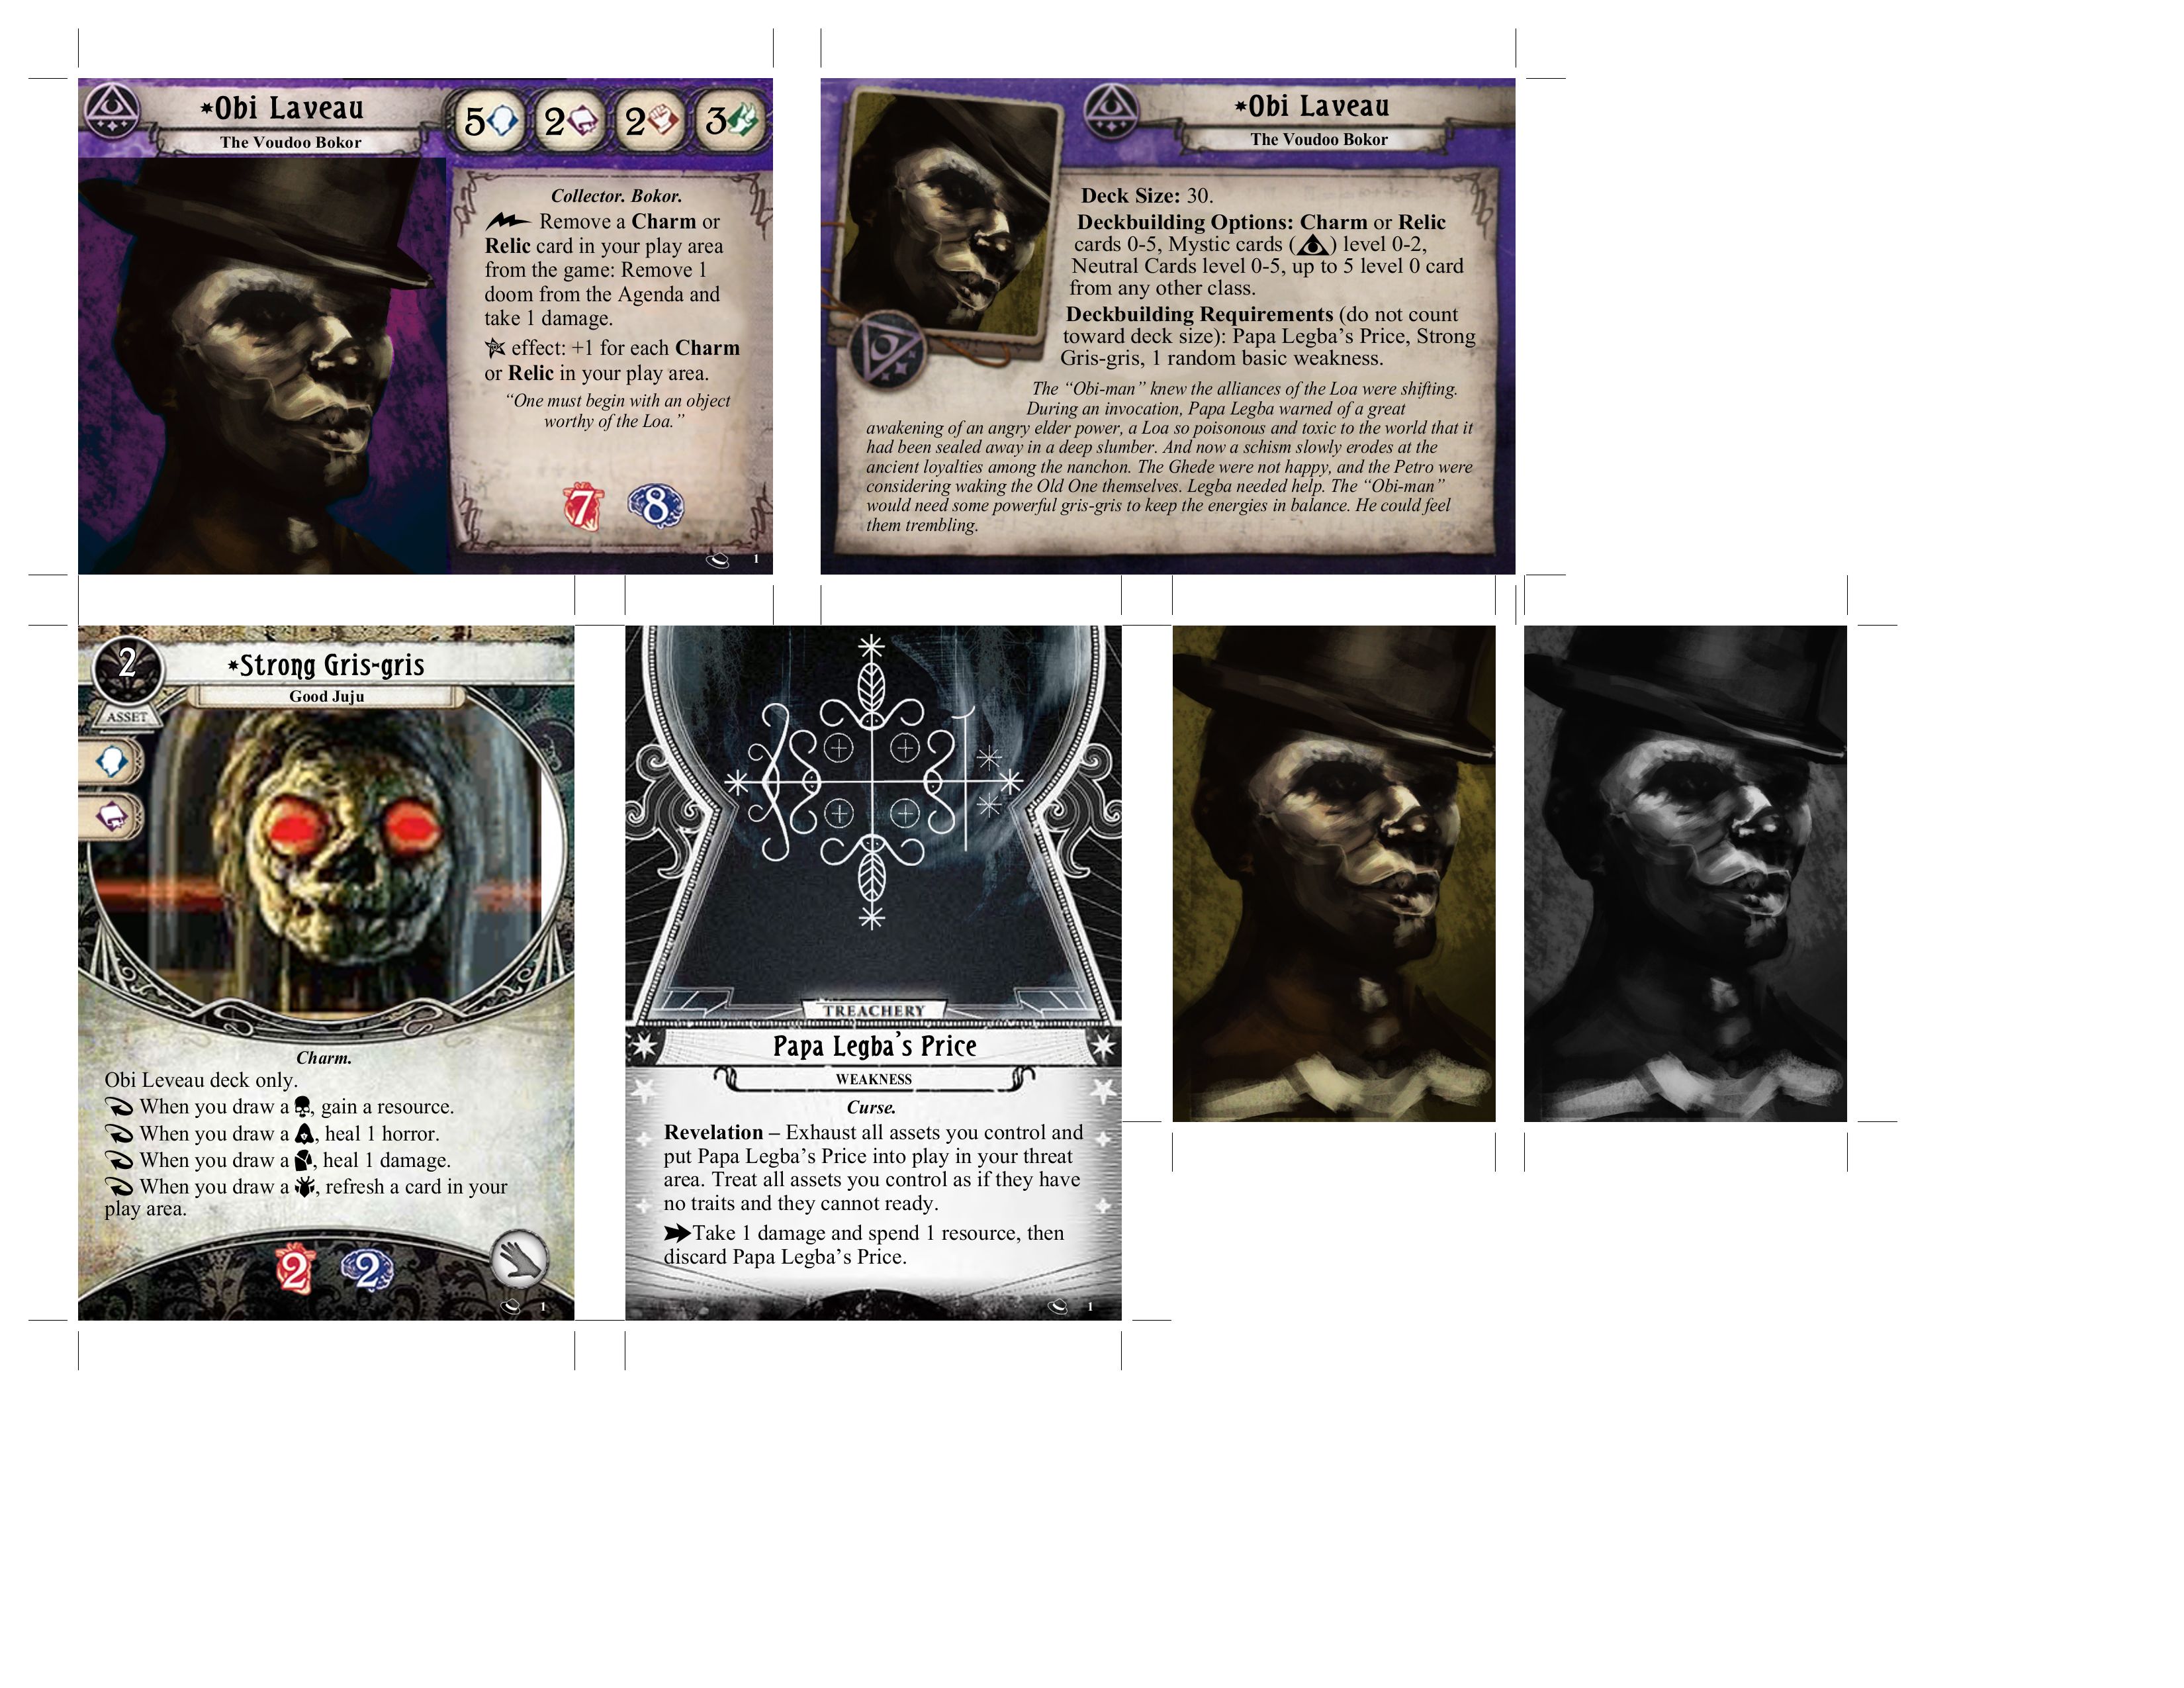 Obi Laveau
The Voudoo Bokor
5 2 2 3
Collector. Bokor.
Remove a Charm or
Relic card in your play area
from the game: Remove 1
doom from the Agenda and
take 1 damage.
effect: +1 for each Charm
or Relic in your play area.
“One must begin with an object
worthy of the Loa.”
7 8
1
Obi Laveau
The Voudoo Bokor
Deck Size: 30.
Deckbuilding Options: Charm or Relic
cards 0-5, Mystic cards ( ) level 0-2,
Neutral Cards level 0-5, up to 5 level 0 card
from any other class.
Deckbuilding Requirements (do not count
toward deck size): Papa Legba’s Price, Strong
Gris-gris, 1 random basic weakness.
The “Obi-man” knew the alliances of the Loa were shifting.
During an invocation, Papa Legba warned of a great
awakening of an angry elder power, a Loa so poisonous and toxic to the world that it
had been sealed away in a deep slumber. And now a schism slowly erodes at the
ancient loyalties among the nanchon. The Ghede were not happy, and the Petro were
considering waking the Old One themselves. Legba needed help. The “Obi-man”
would need some powerful gris-gris to keep the energies in balance. He could feel
them trembling.
2
Strong Gris-gris
Good Juju
ASSET
Charm.
Obi Leveau deck only.
When you draw a , gain a resource.
When you draw a , heal 1 horror.
When you draw a , heal 1 damage.
When you draw a , refresh a card in your
play area.
2 2
1
TREACHERY
Papa Legba’s Price
WEAKNESS
Curse.
Revelation – Exhaust all assets you control and
put Papa Legba’s Price into play in your threat
area. Treat all assets you control as if they have
no traits and they cannot ready.
Take 1 damage and spend 1 resource, then
discard Papa Legba’s Price.
1